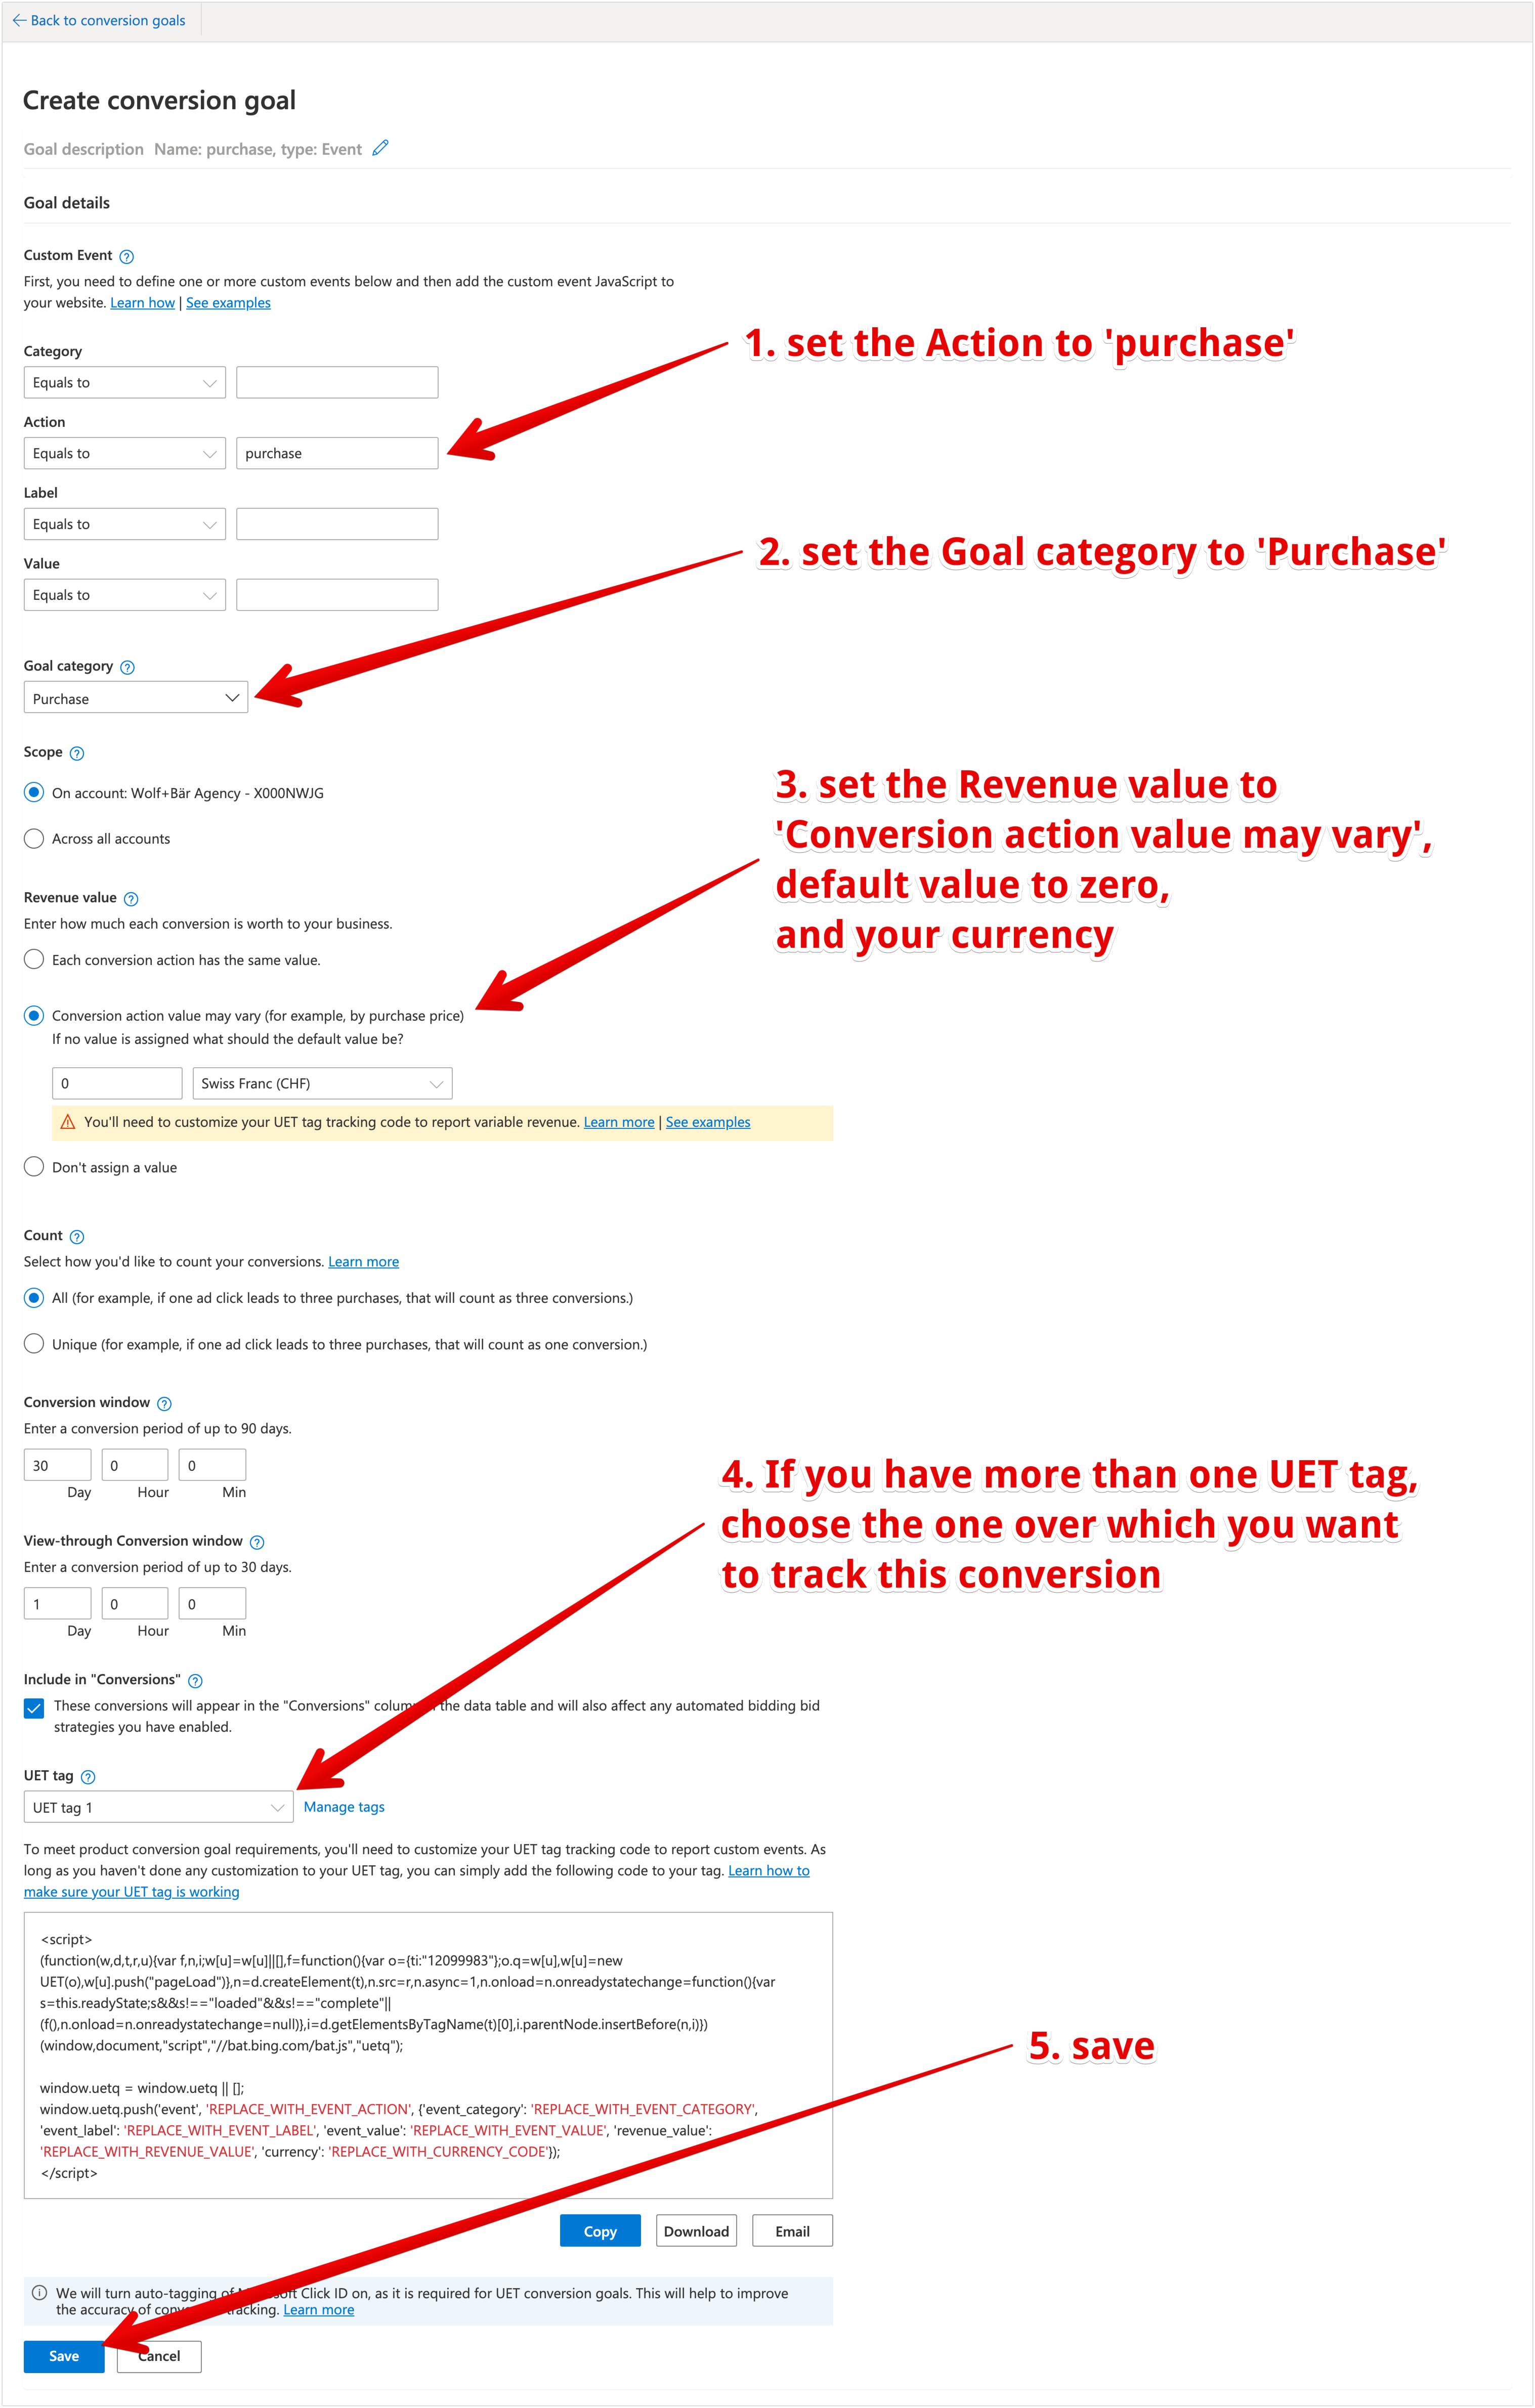 Back to conversion goals
Create conversion goal
Goal description Name: purchase, type: Event
Goal details
Custom Event
First, you need to define one or more custom events below and then add the custom event JavaScript to
your website. Learn how | See examples
1. set the Action to 'purchase'
Category
Equals to
Action
Equals to purchase
Label
Equals to
2. set the Goal category to 'Purchase'
Value
Equals to
Goal category
Purchase
Scope
On account: Wolf+Bär Agency - X000NWJG
Across all accounts
3. set the Revenue value to
'Conversion action value may vary',
default value to zero,
and your currency
Revenue value
Enter how much each conversion is worth to your business.
Each conversion action has the same value.
Conversion action value may vary (for example, by purchase price)
If no value is assigned what should the default value be?
0 Swiss Franc (CHF)
You'll need to customize your UET tag tracking code to report variable revenue. Learn more | See examples
Don't assign a value
Count
Select how you'd like to count your conversions. Learn more
All (for example, if one ad click leads to three purchases, that will count as three conversions.)
Unique (for example, if one ad click leads to three purchases, that will count as one conversion.)
Conversion window
Enter a conversion period of up to 90 days.
30 0 0
Day Hour Min
4. If you have more than one UET tag,
choose the one over which you want
to track this conversion
View-through Conversion window
Enter a conversion period of up to 30 days.
1 0 0
Day Hour Min
Include in "Conversions"
These conversions will appear in the "Conversions" the data table and will also affect any automated bidding bid
strategies you have enabled.
UET tag
UET tag 1 Manage tags
To meet product conversion goal requirements, you'll need to customize your UET tag tracking code to report custom events. As
long as you haven't done any customization to your UET tag, you can simply add the following code to your tag. Learn how to
make sure your UET tag is working
<script>
(function(w,d,t,r,u){var f,n,i;w[u]=w[u]||[],f=function(){var o={ti:"12099983"};o.q=w[u],w[u]=new
UET(o),w[u].push("pageLoad")},n=d.createElement(t),n.src=r,n.async=1,n.onload=n.onreadystatechange=function(){var
s=this.readyState;s&&s!=="loaded"&&s!=="complete"||
(f(),n.onload=n.onreadystatechange=null)},i=d.getElementsByTagName(t)[0],i.parentNode.insertBefore(n,i)})
(window,document,"script","//bat.bing.com/bat.js","uetq");
window.uetq = window.uetq || [];
window.uetq.push('event', 'REPLACE_WITH_EVENT_ACTION', {'event_category': 'REPLACE_WITH_EVENT_CATEGORY',
'event_label': 'REPLACE_WITH_EVENT_LABEL', 'event_value': 'REPLACE_WITH_EVENT_VALUE', 'revenue_value':
'REPLACE_WITH_REVENUE_VALUE', 'currency': 'REPLACE_WITH_CURRENCY_CODE'});
</script>
5. save
Copy Download Email
We will turn auto-tagging of Microsoft Click ID on, as it is required for UET conversion goals. This will help to improve
the accuracy of tracking. Learn more
Save Cancel